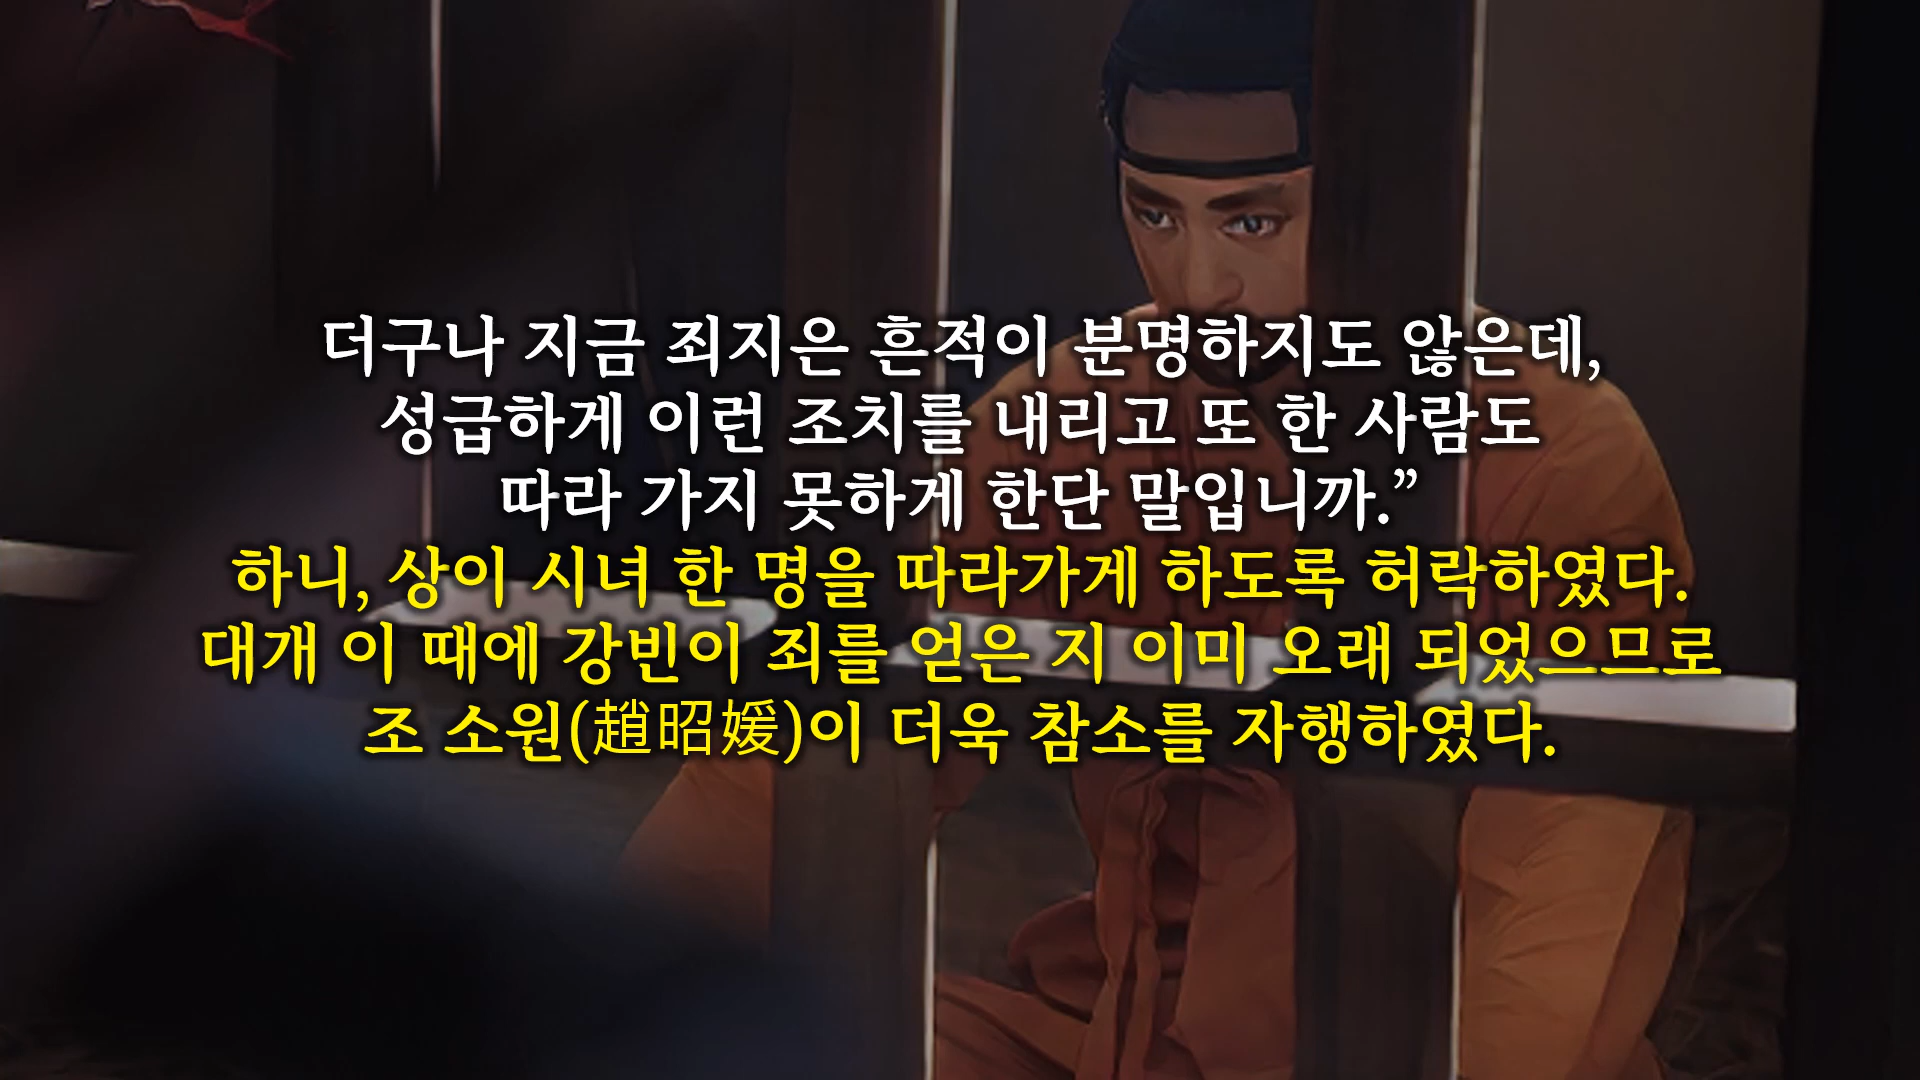 더구나 지금 죄지은 흔적이 분명하지도 않은데,
성급하게 이런 조치를 내리고 또 한 사람도
따라 가지 못하게 한단 말입니까.”
하니, 상이 시녀 한 명을 따라가게 하도록 허락하였다.
대개 이 때에 강빈이 죄를 얻은 지 이미 오래 되었으므로
조 소원(趙昭媛)이 더욱 참소를 자행하였다.